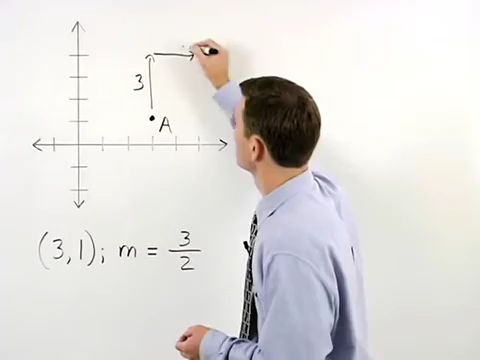 3
A
(3,1); m = 3/2